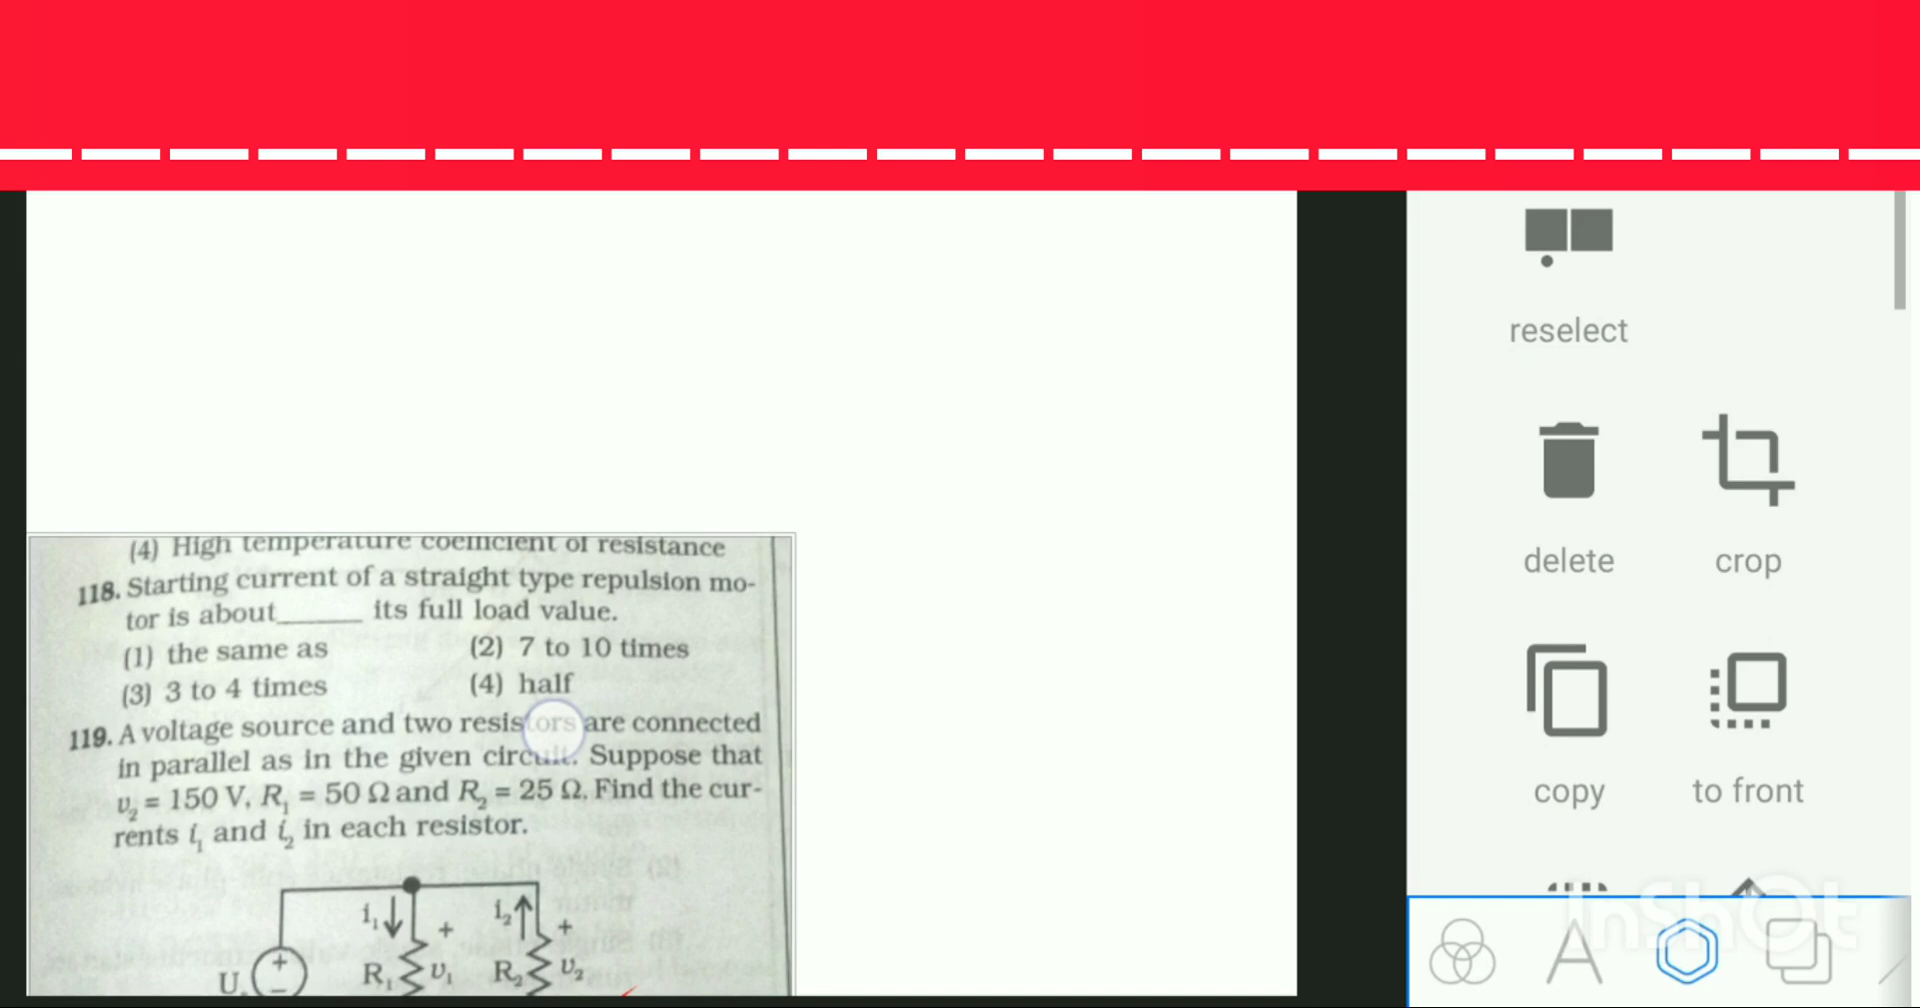 (4) High temperature coefficient of resistance
118. Starting current of a straight type repulsion mo-
tor is about______ its full load value.
(1) the same as (2) 7 to 10 times
(3) 3 to 4 times (4) half
119. A voltage source and two resistors are connected
in parallel as in the given circuit. Suppose that
υ₂ = 150 V, R₁ = 50 Ω and R₂ = 25 Ω. Find the cur-
rents i₁ and i₂ in each resistor.
i₁ + i₂ +
+
U R₁ υ₁ R₂ υ₂
−
reselect
delete crop
copy to front
InShOt
A